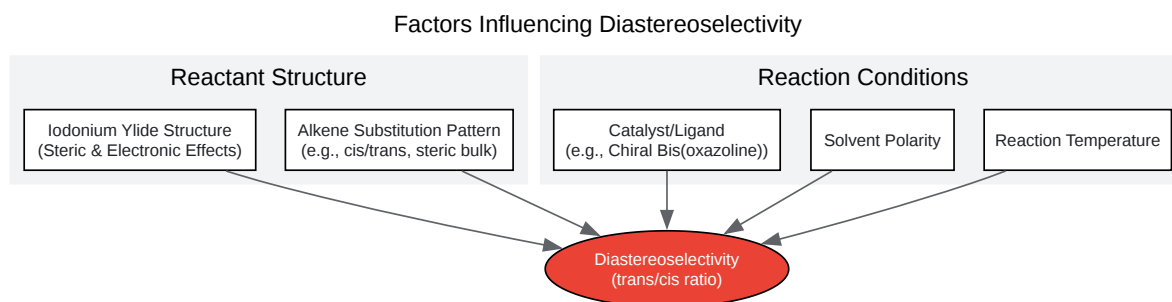 Factors Influencing Diastereoselectivity
Reactant Structure
Iodonium Ylide Structure
(Steric & Electronic Effects)
Alkene Substitution Pattern
(e.g., cis/trans, steric bulk)
Reaction Conditions
Catalyst/Ligand
(e.g., Chiral Bis(oxazoline))
Solvent Polarity
Reaction Temperature
Diastereoselectivity
(trans/cis ratio)